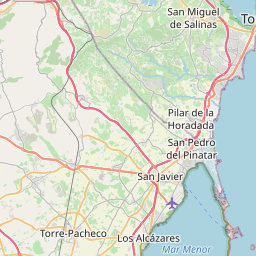 San Miguel
de Salinas
To
Pilar de la
Horadada
San Pedro
del Pinatar
San Javier
Torre-Pacheco
Los Alcázares
Mar Menor